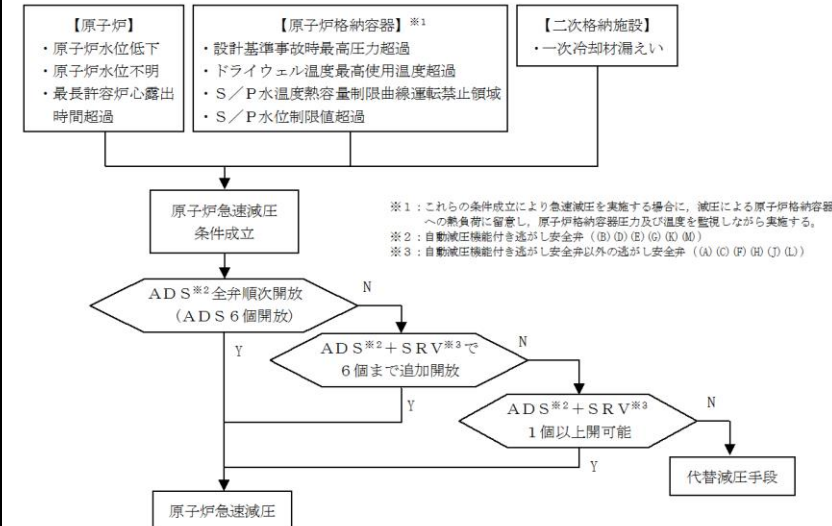 【原子炉】
・原子炉水位低下
・原子炉水位不明
・最長許容炉心露出
時間超過
【原子炉格納容器】※1
・設計基準事故時最高圧力超過
・ドライウェル温度最高使用温度超過
・S/P水温度熱容量制限曲線運転禁止領域
・S/P水位制限値超過
【二次格納施設】
・一次冷却材漏えい
原子炉急速減圧
条件成立
※1:これらの条件成立により急速減圧を実施する場合に,減圧による原子炉格納容器
への熱負荷に留意し,原子炉格納容器圧力及び温度を監視しながら実施する。
※2:自動減圧機能付き逃がし安全弁((B)(D)(E)(G)(K)(M))
※3:自動減圧機能付き逃がし安全弁以外の逃がし安全弁((A)(C)(F)(H)(J)(L))
ADS※2全弁順次開放
(ADS6個開放)
N
Y
ADS※2+SRV※3で
6個まで追加開放
N
Y
ADS※2+SRV※3
1個以上開可能
N
Y
代替減圧手段
原子炉急速減圧